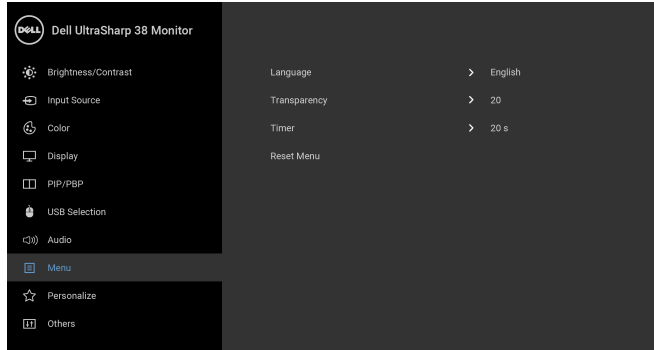 DELL Dell UltraSharp 38 Monitor
Brightness/Contrast Language English
Input Source Transparency 20
Color Timer 20 s
Display Reset Menu
PIP/PBP
USB Selection
Audio
Menu
Personalize
Others